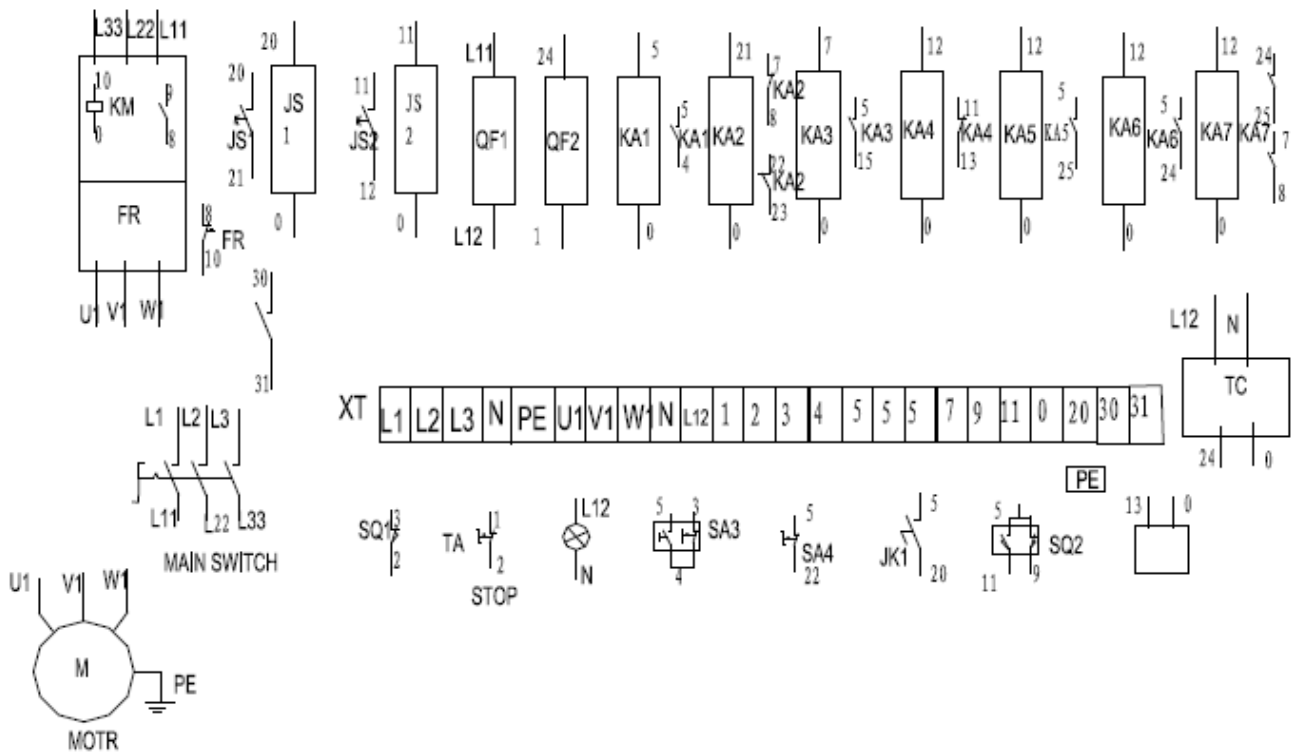 L33 L22 L11
10 KM 9
0 8
FR
U1 V1 W1
8
FR
10
20
JS
21
20
JS
1
0
30
31
11
JS2
12
11
JS
2
0
L11
QF1
L12
24
QF2
1
5
KA1
0
5
KA1
4
21
KA2
0
7
KA2
8
22
KA2
23
7
KA3
0
5
KA3
15
12
KA4
0
11
KA4
13
12
KA5
0
5
KA5
25
12
KA6
0
5
KA6
24
12
KA7
0
24
KA7
25
7
8
L12 N
TC
24 0
XT L1 L2 L3 N PE U1 V1 W1 N L12 1 2 3 4 5 5 5 7 9 11 0 20 30 31
PE
L1 L2 L3
L11 L22 L33
MAIN SWITCH
3
SQ1
2
1
TA
2
STOP
L12
N
5 3
SA3
4
5
SA4
22
5
JK1
20
5
SQ2
11 9
13 0
U1 V1 W1
M
PE
MOTR